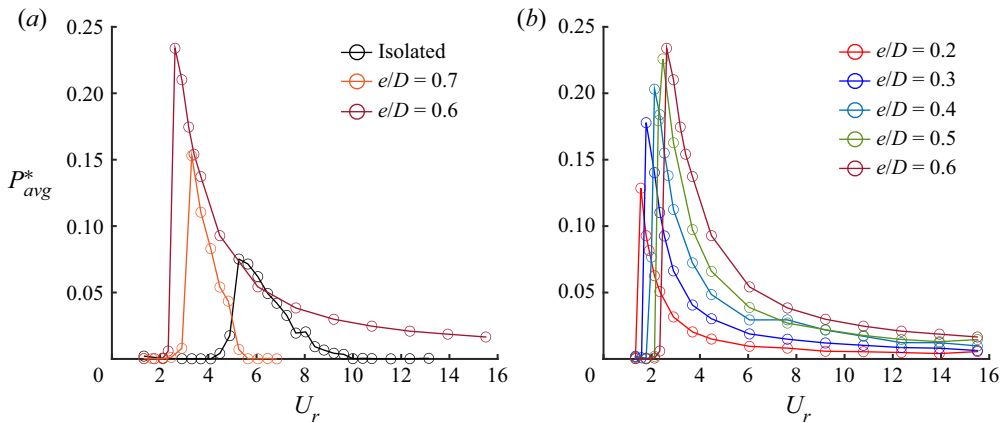 (a)
0.25
0.20
0.15
0.10
0.05
P*avg
Isolated
e/D = 0.7
e/D = 0.6
0 2 4 6 8 10 12 14 16
Ur
(b)
0.25
0.20
0.15
0.10
0.05
e/D = 0.2
e/D = 0.3
e/D = 0.4
e/D = 0.5
e/D = 0.6
0 2 4 6 8 10 12 14 16
Ur